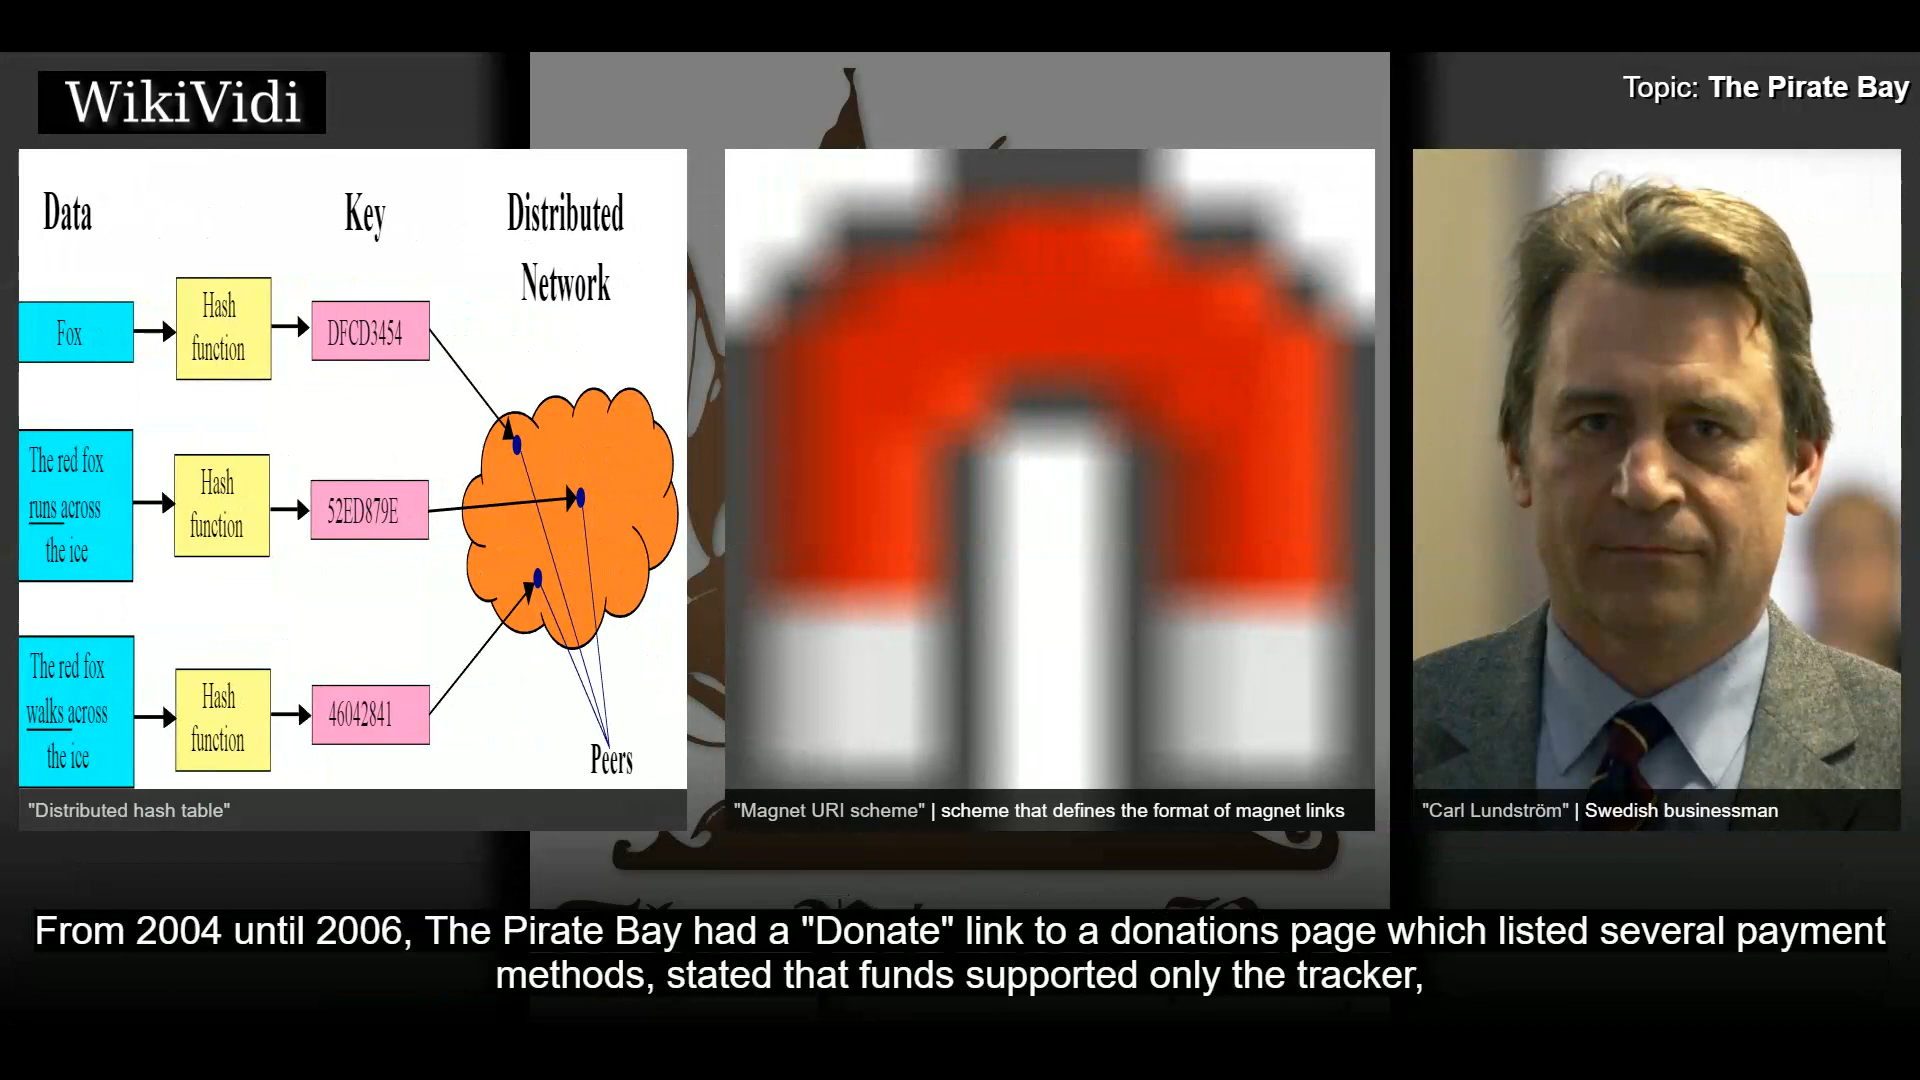 WikiVidi
Topic: The Pirate Bay
Data
Key
Distributed
Network
Fox
Hash
function
DFCD3454
The red fox
runs across
the ice
Hash
function
52ED879E
The red fox
walks across
the ice
Hash
function
46042841
Peers
"Distributed hash table"
"Magnet URI scheme" | scheme that defines the format of magnet links
"Carl Lundström" | Swedish businessman
From 2004 until 2006, The Pirate Bay had a "Donate" link to a donations page which listed several payment
methods, stated that funds supported only the tracker,